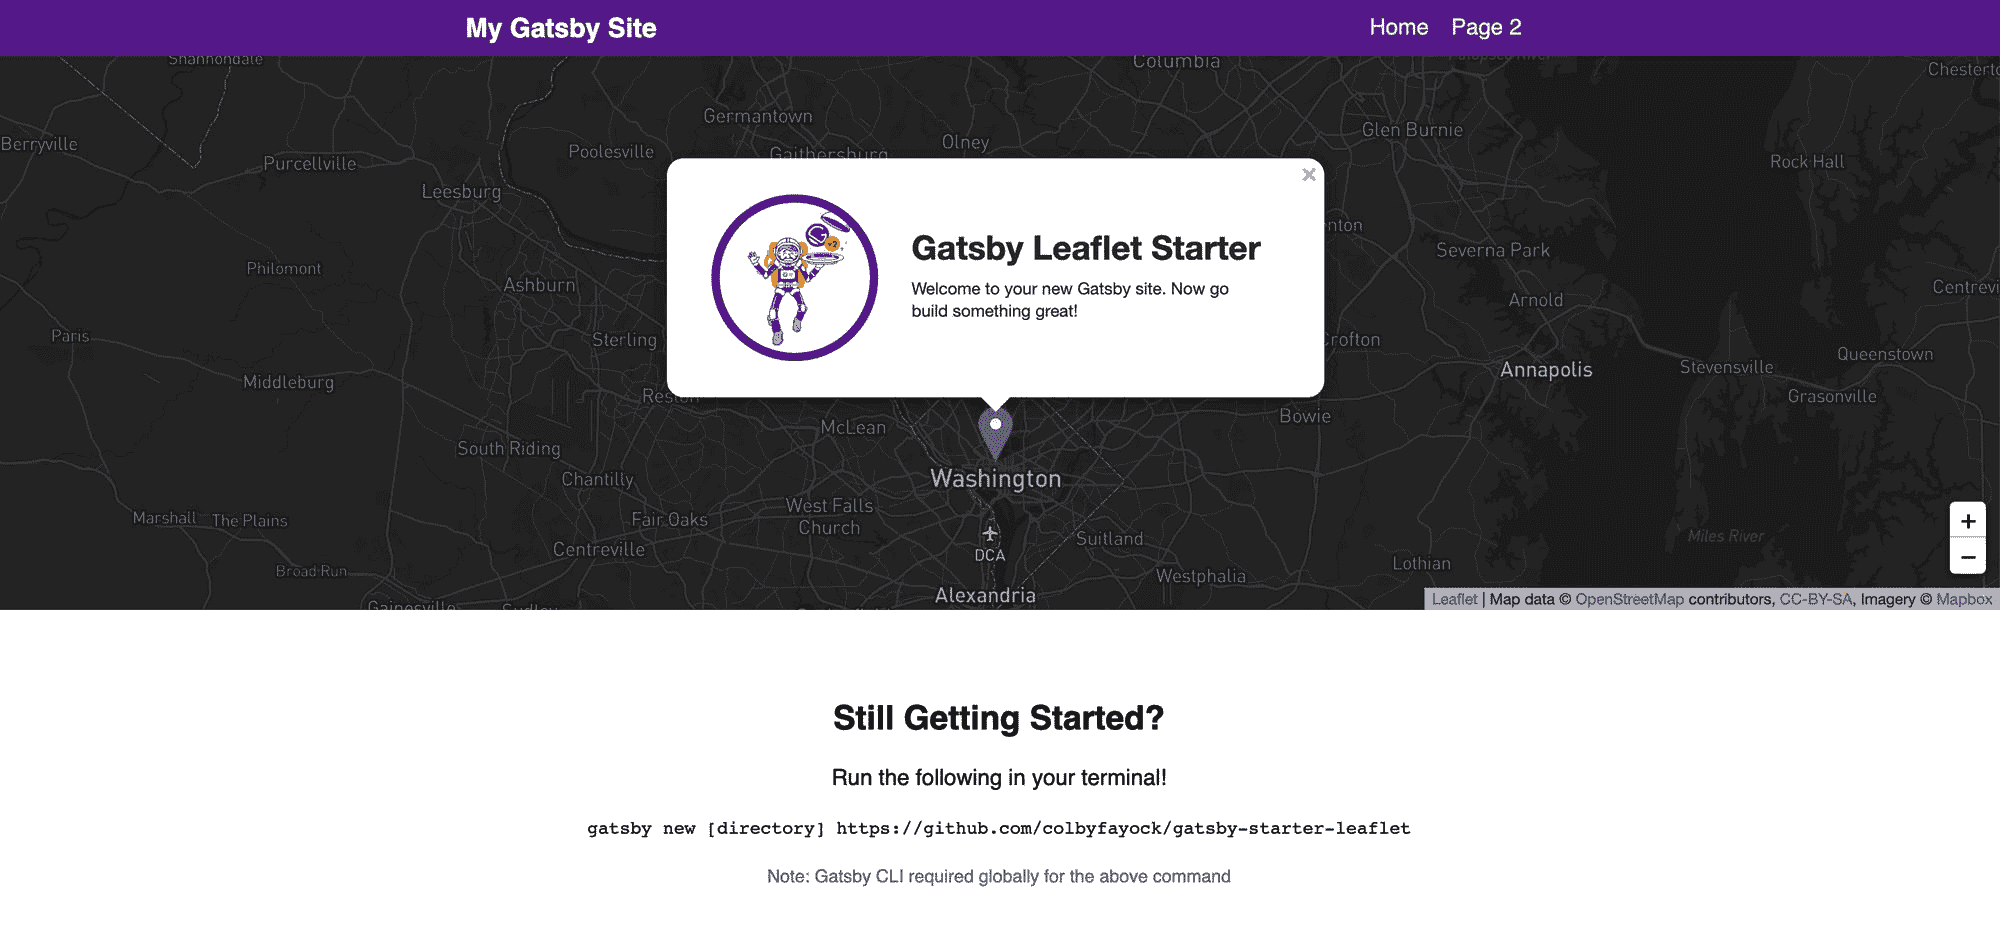 My Gatsby Site
Home Page 2
Shannondale
Columbia
Chesterto
Germantown
Glen Burnie
Berryville
Olney
Poolesville
Gaithersburg
Purcellville
Rock Hall
Leesburg
enton
Severna Park
Gatsby Leaflet Starter
Welcome to your new Gatsby site. Now go
build something great!
Philomont
Ashburn
Centrevi
Arnold
Paris
Sterling
Crofton
Queenstown
Annapolis
Stevensville
Middleburg
Reston
Grasonville
Bowie
McLean
South Riding
Washington
Chantilly
West Falls
Church
Marshall
The Plains
Fair Oaks
DCA
Suitland
Miles River
Centreville
Broad Run
Westphalia
Lothian
Alexandria
Gainesville
Sudley
+
−
Leaflet | Map data © OpenStreetMap contributors, CC-BY-SA, Imagery © Mapbox
Still Getting Started?
Run the following in your terminal!
gatsby new [directory] https://github.com/colbyfayock/gatsby-starter-leaflet
Note: Gatsby CLI required globally for the above command